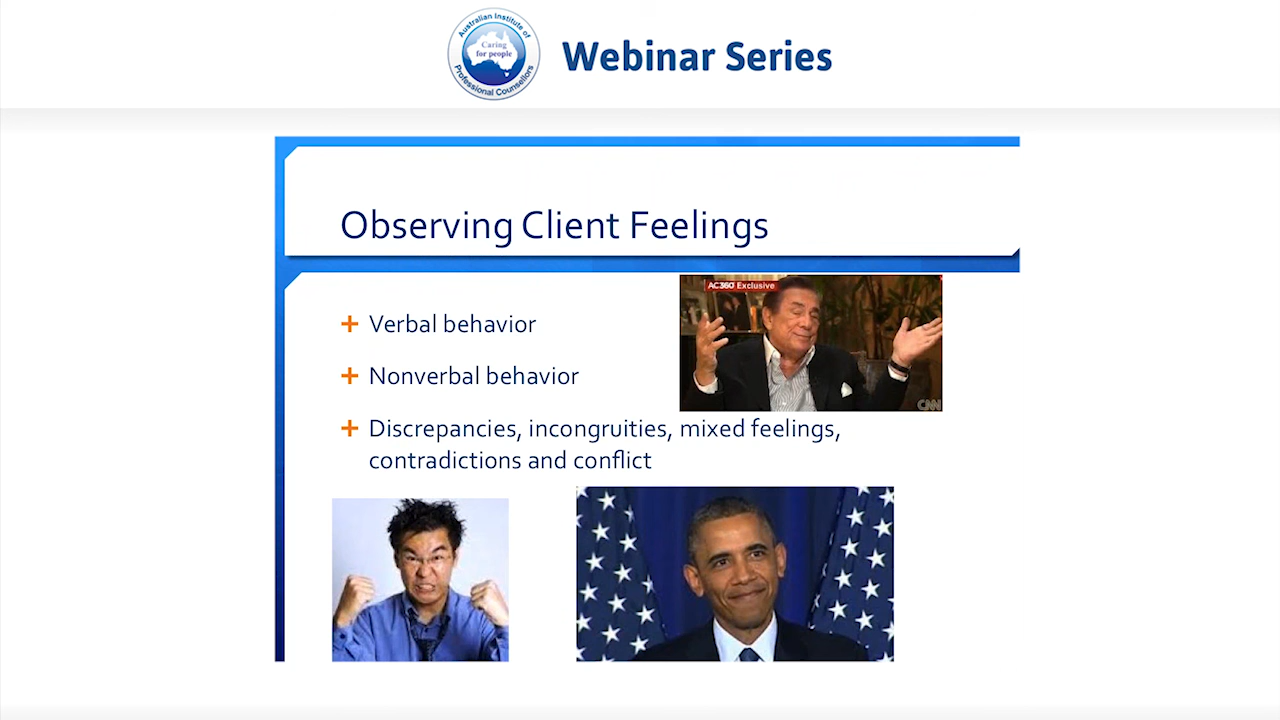 Australian Institute of
Caring
for people
Professional Counsellors
Webinar Series
Observing Client Feelings
AC360° Exclusive
+ Verbal behavior
+ Nonverbal behavior
CNN
+ Discrepancies, incongruities, mixed feelings,
contradictions and conflict